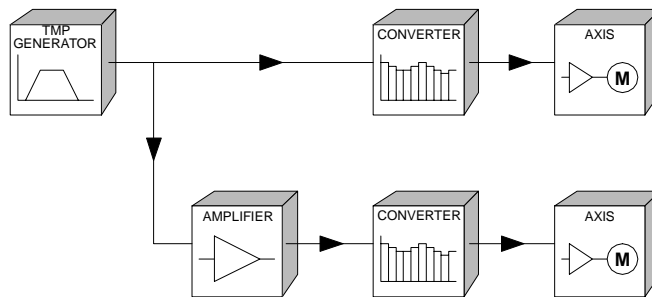 TMP
GENERATOR
CONVERTER
AXIS
M
AMPLIFIER
CONVERTER
AXIS
M